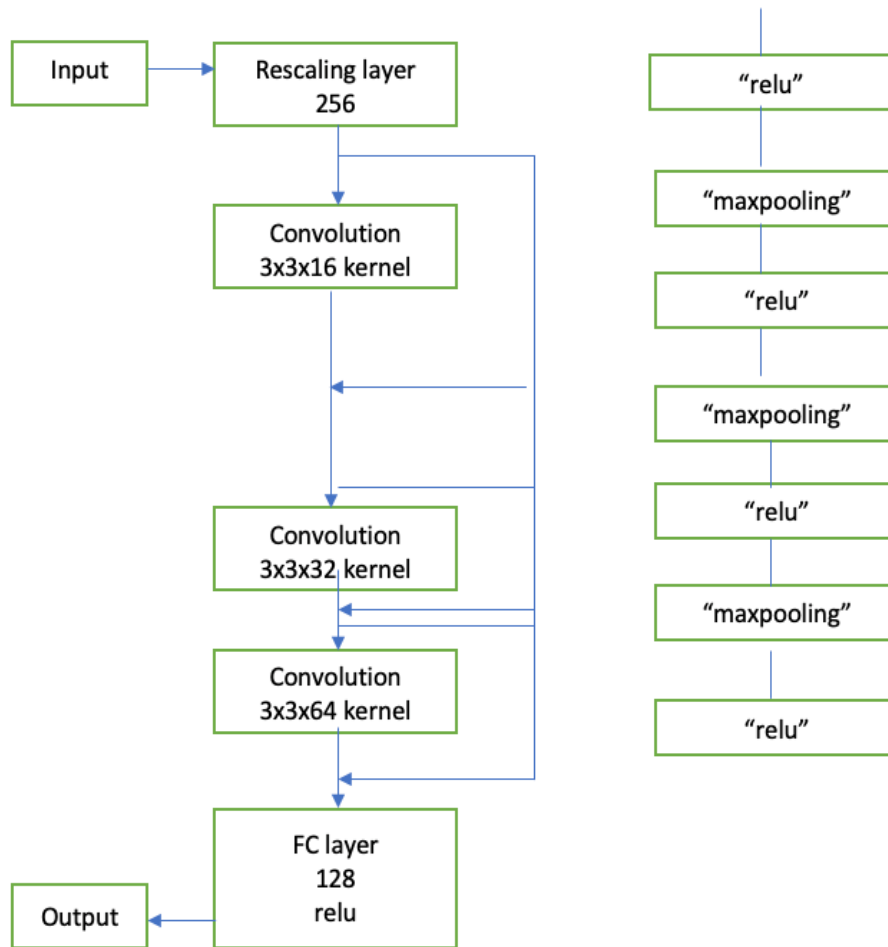 Input
Rescaling layer
256
Convolution
3x3x16 kernel
Convolution
3x3x32 kernel
Convolution
3x3x64 kernel
FC layer
128
relu
Output
“relu”
“maxpooling”
“relu”
“maxpooling”
“relu”
“maxpooling”
“relu”